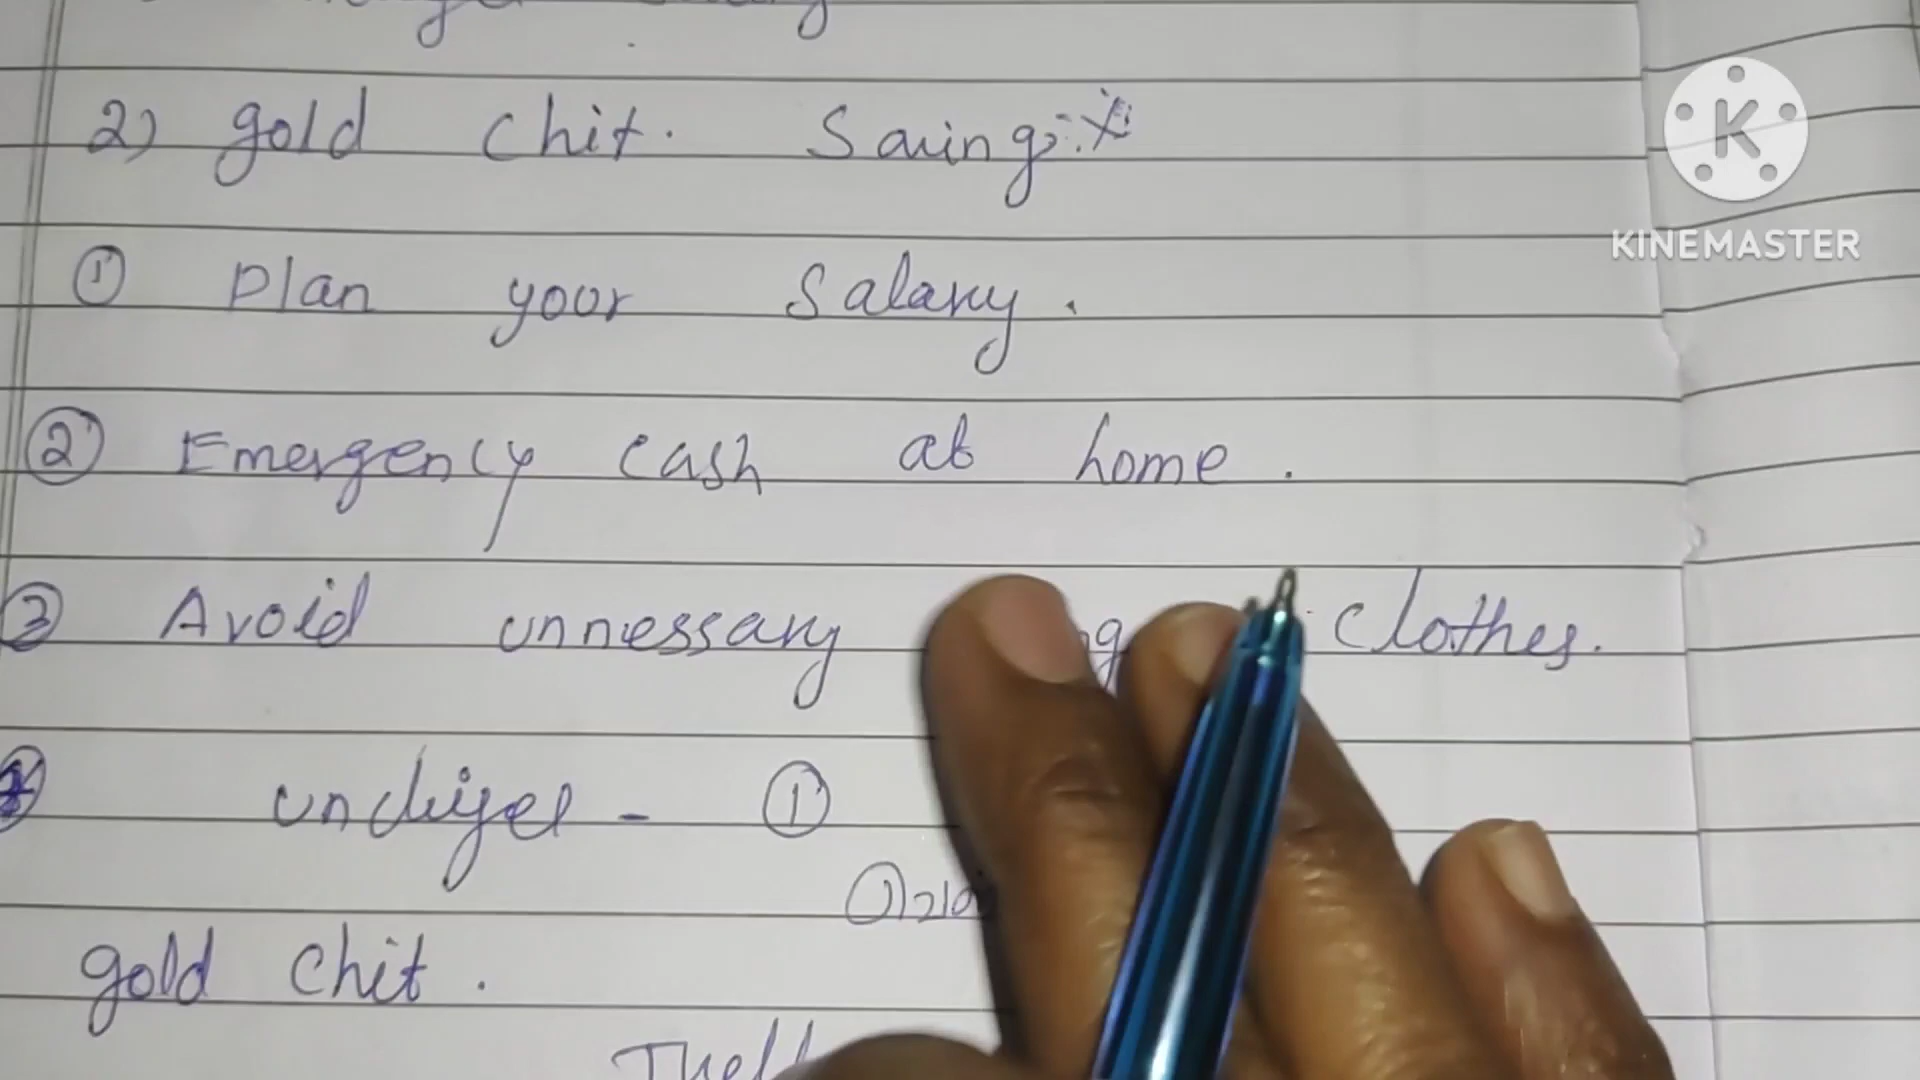 2) gold chit. Saving:
① Plan your Salary.
② Emergency cash at home.
③ Avoid unnessary clothes.
undiyel - ①
gold chit.
KINEMASTER